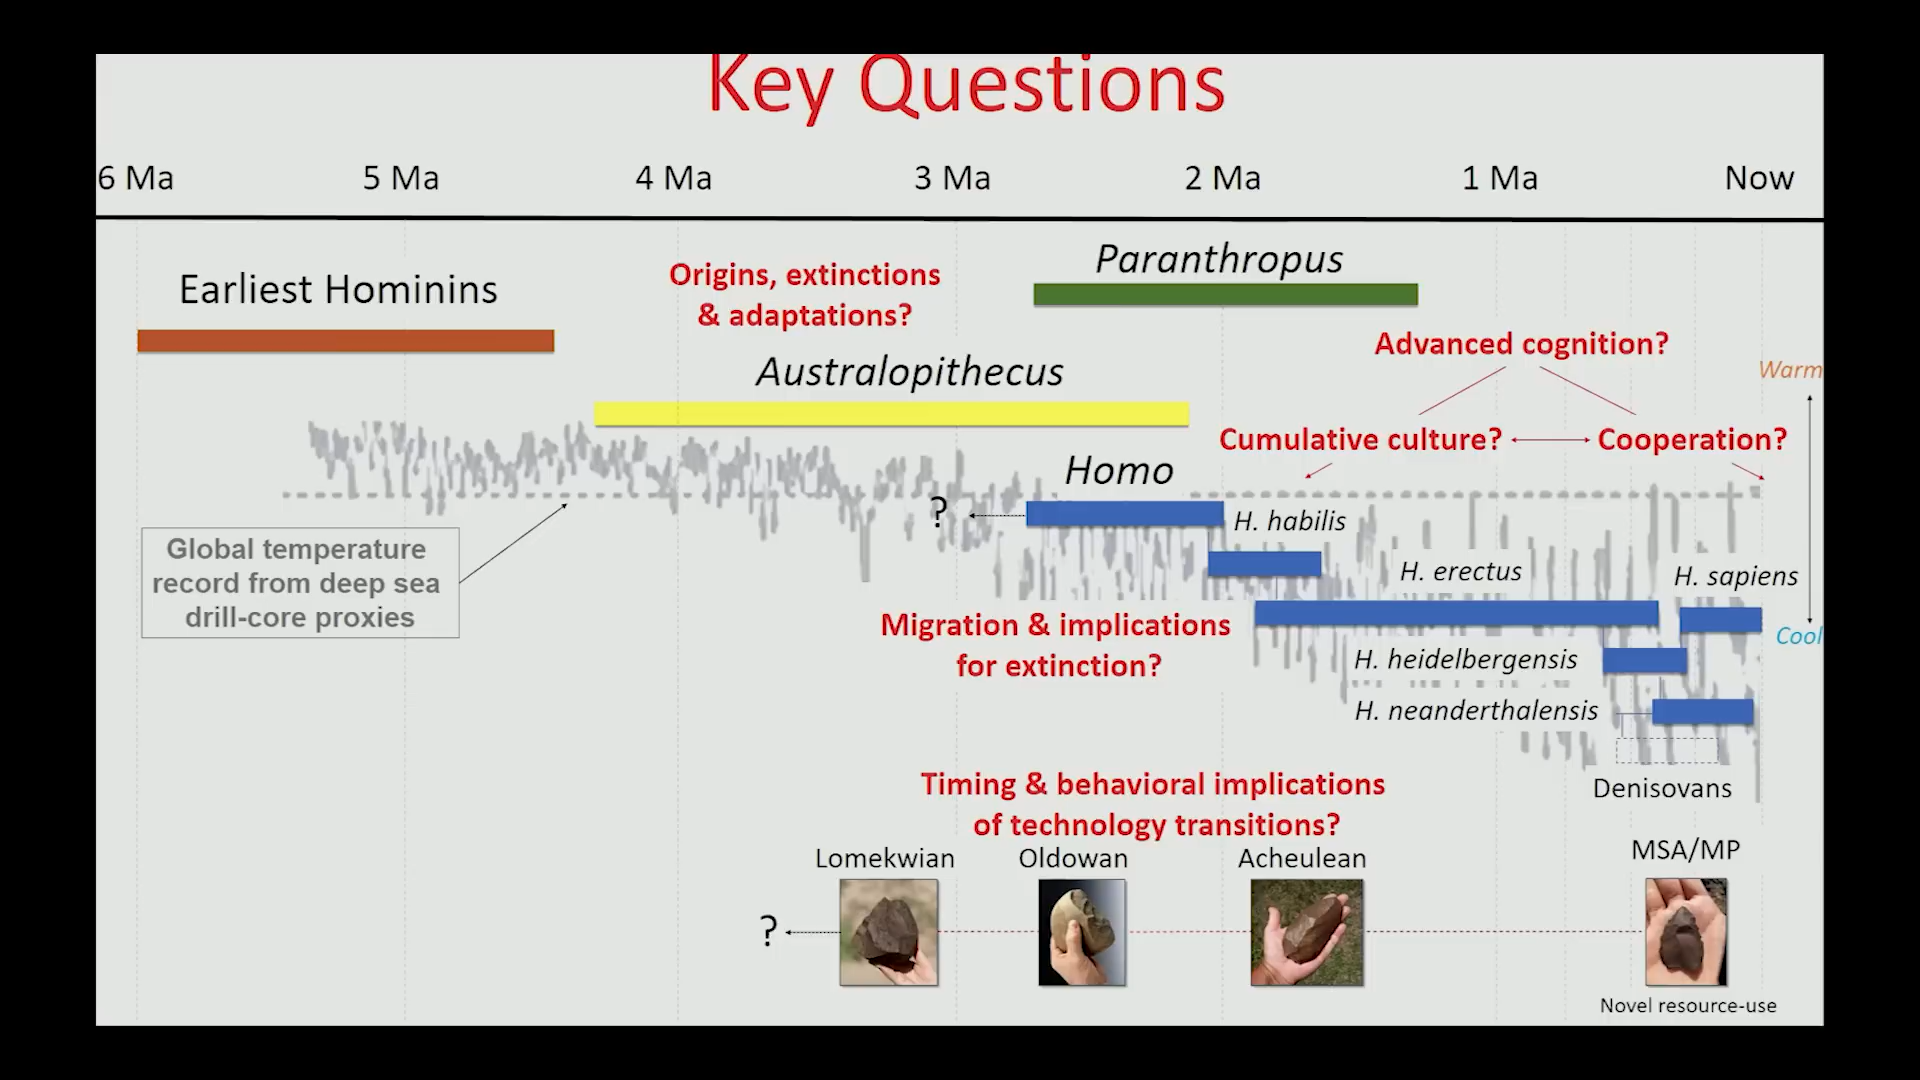 Key Questions
6 Ma 5 Ma 4 Ma 3 Ma 2 Ma 1 Ma Now
Paranthropus
Earliest Hominins
Origins, extinctions
& adaptations?
Advanced cognition?
Australopithecus
Warm
Cumulative culture?
Cooperation?
Homo
?
H. habilis
Global temperature
record from deep sea
drill-core proxies
H. erectus
H. sapiens
Cool
Migration & implications
for extinction?
H. heidelbergensis
H. neanderthalensis
Denisovans
Timing & behavioral implications
of technology transitions?
Lomekwian
Oldowan
Acheulean
MSA/MP
?
Novel resource-use